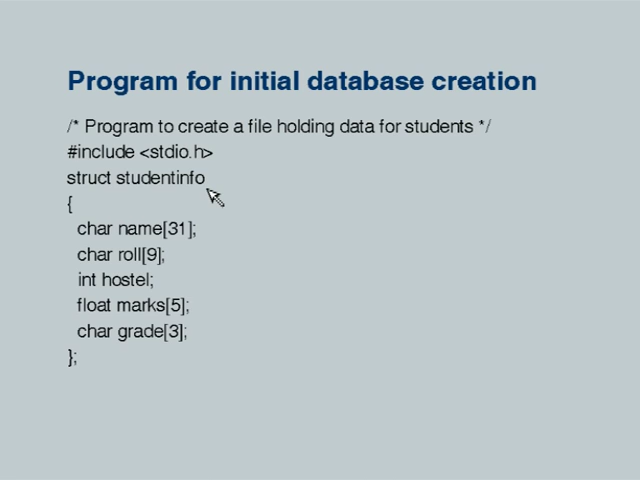 Program for initial database creation
/* Program to create a file holding data for students */
#include <stdio.h>
struct studentinfo
{
char name[31];
char roll[9];
int hostel;
float marks[5];
char grade[3];
};